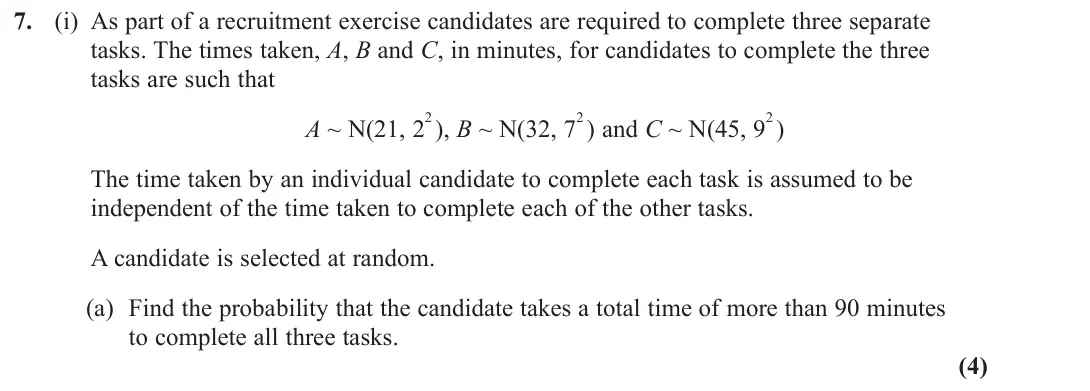 7. (i) As part of a recruitment exercise candidates are required to complete three separate
tasks. The times taken, A, B and C, in minutes, for candidates to complete the three
tasks are such that
A ~ N(21, 2²), B ~ N(32, 7²) and C ~ N(45, 9²)
The time taken by an individual candidate to complete each task is assumed to be
independent of the time taken to complete each of the other tasks.
A candidate is selected at random.
(a) Find the probability that the candidate takes a total time of more than 90 minutes
to complete all three tasks.
(4)